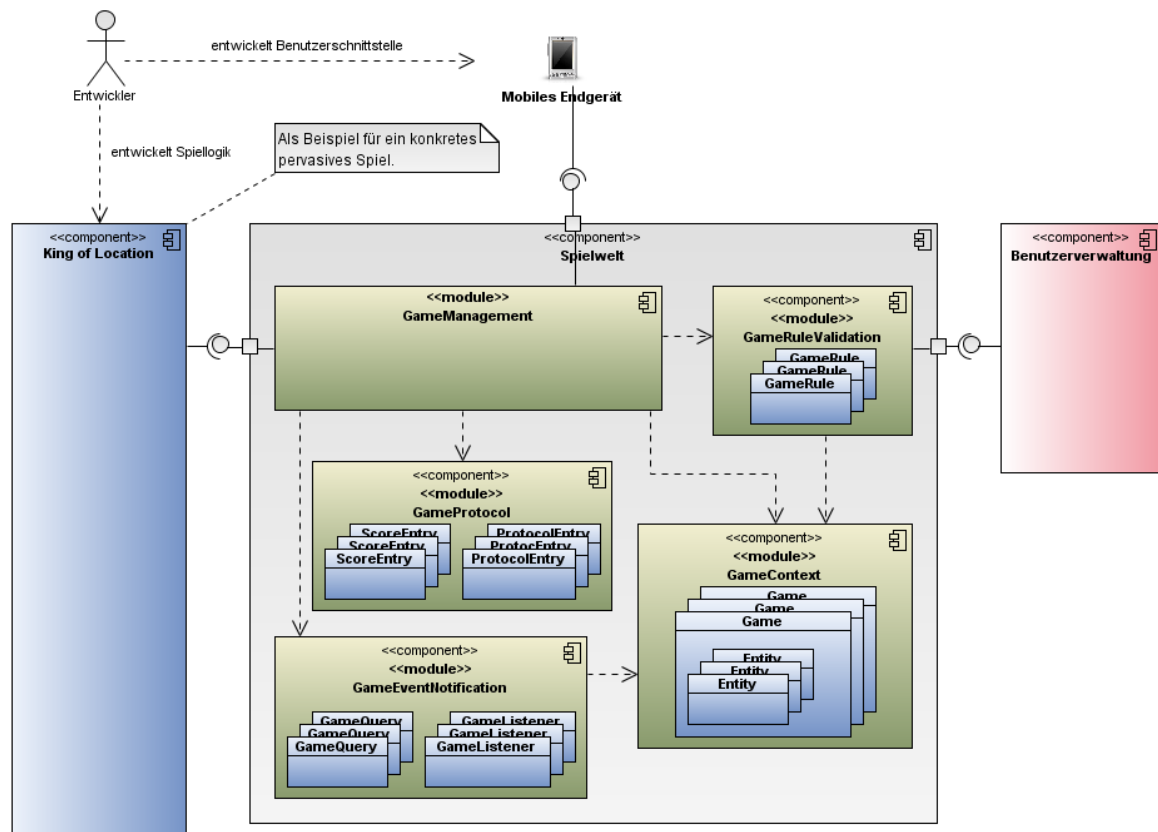 entwickelt Benutzerschnittstelle
Entwickler
Mobiles Endgerät
entwickelt Spiellogik
Als Beispiel für ein konkretes
pervasives Spiel.
<<component>>
King of Location
<<component>>
Spielwelt
<<component>>
Benutzerverwaltung
<<module>>
GameManagement
<<component>>
<<module>>
GameRuleValidation
GameRule
GameRule
GameRule
<<component>>
<<module>>
GameProtocol
ScoreEntry
ScoreEntry
ScoreEntry
ProtocolEntry
ProtocEntry
ProtocolEntry
<<component>>
<<module>>
GameContext
Game
Game
Game
Entity
Entity
Entity
<<component>>
<<module>>
GameEventNotification
GameQuery
GameQuery
GameQuery
GameListener
GameListener
GameListener